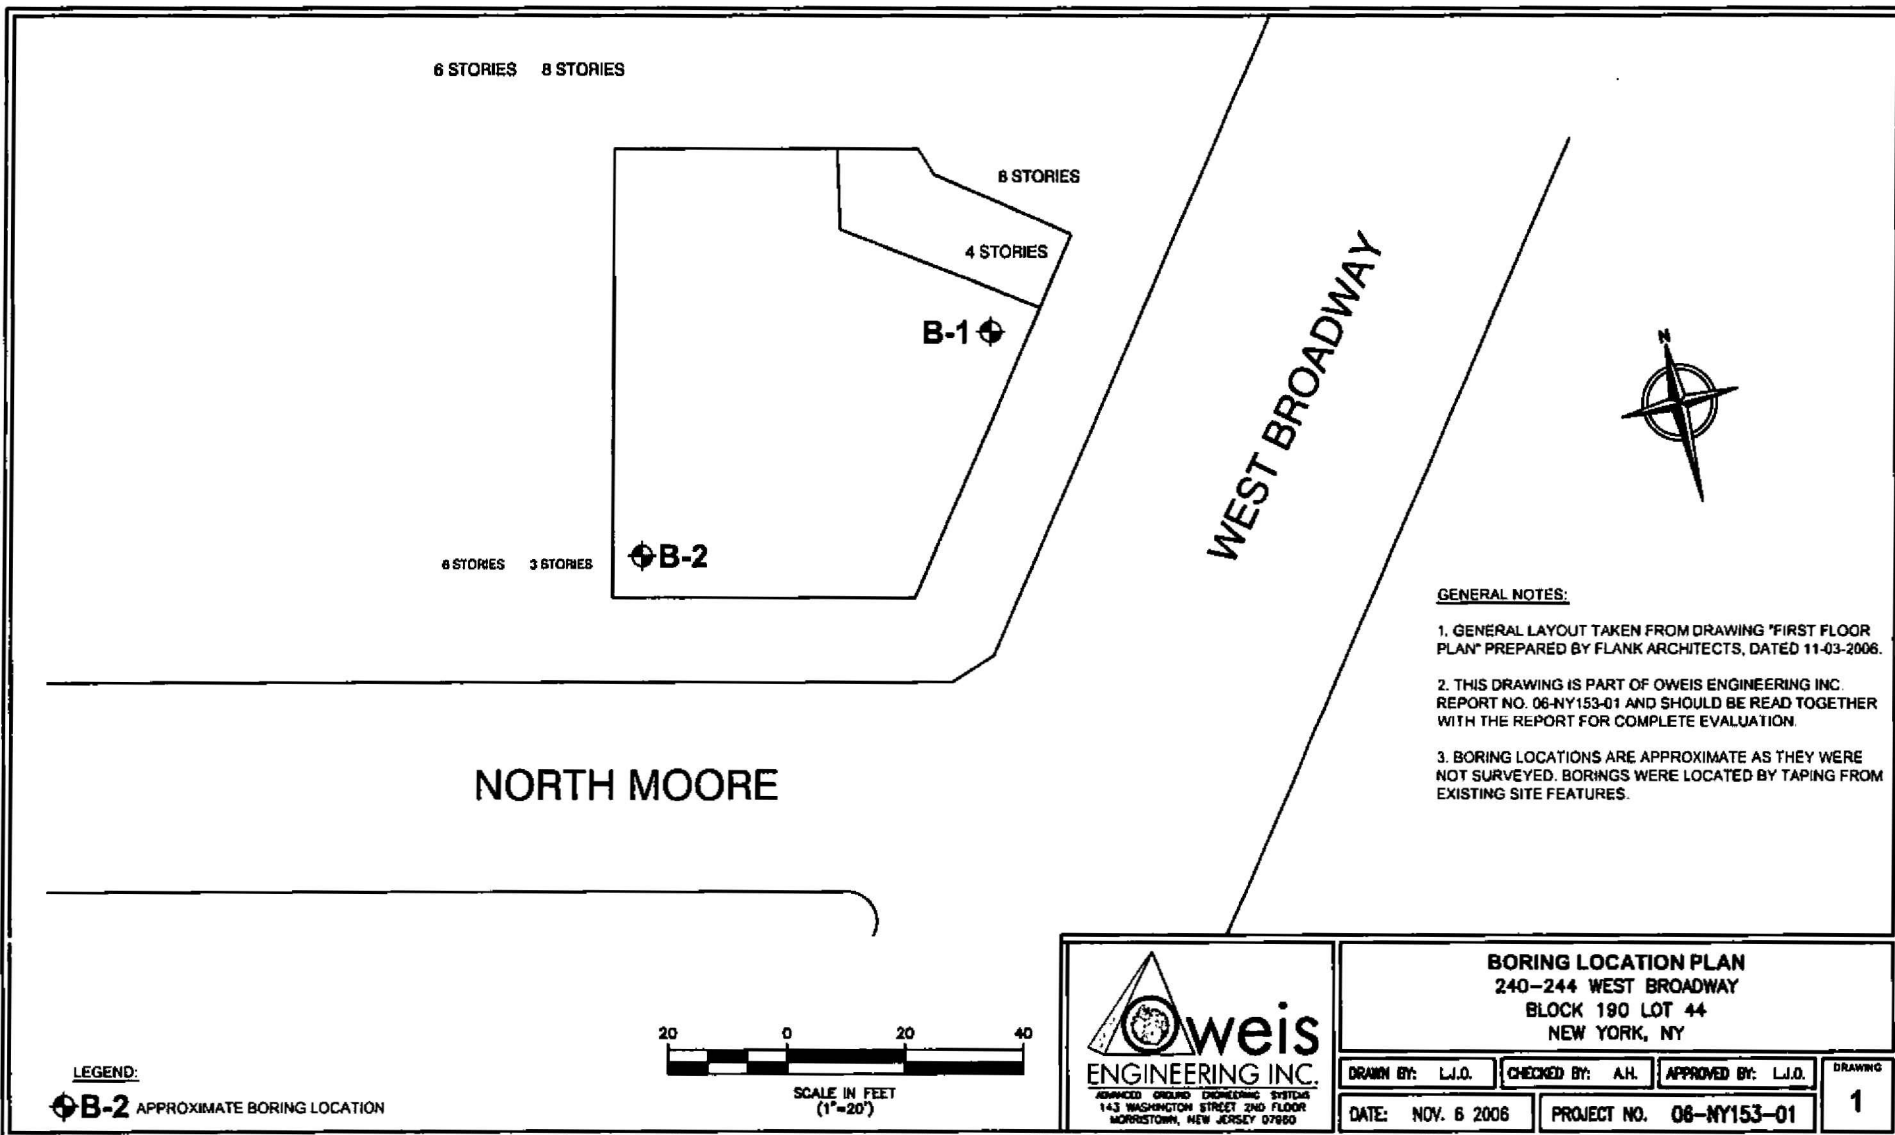 6 STORIES 8 STORIES
8 STORIES
4 STORIES
B-1
B-2
6 STORIES 3 STORIES
WEST BROADWAY
N
NORTH MOORE
GENERAL NOTES:
1. GENERAL LAYOUT TAKEN FROM DRAWING "FIRST FLOOR
PLAN" PREPARED BY FLANK ARCHITECTS, DATED 11-03-2006.
2. THIS DRAWING IS PART OF OWEIS ENGINEERING INC.
REPORT NO. 06-NY153-01 AND SHOULD BE READ TOGETHER
WITH THE REPORT FOR COMPLETE EVALUATION.
3. BORING LOCATIONS ARE APPROXIMATE AS THEY WERE
NOT SURVEYED. BORINGS WERE LOCATED BY TAPING FROM
EXISTING SITE FEATURES.
LEGEND:
B-2 APPROXIMATE BORING LOCATION
20 0 20 40
SCALE IN FEET
(1"=20')
Oweis
ENGINEERING INC.
ADVANCED GROUND ENGINEERING SYSTEMS
143 WASHINGTON STREET 2ND FLOOR
MORRISTOWN, NEW JERSEY 07960
BORING LOCATION PLAN
240-244 WEST BROADWAY
BLOCK 190 LOT 44
NEW YORK, NY
DRAWN BY: L.J.O. CHECKED BY: A.H. APPROVED BY: L.J.O.
DATE: NOV. 6 2006 PROJECT NO. 06-NY153-01
DRAWING
1